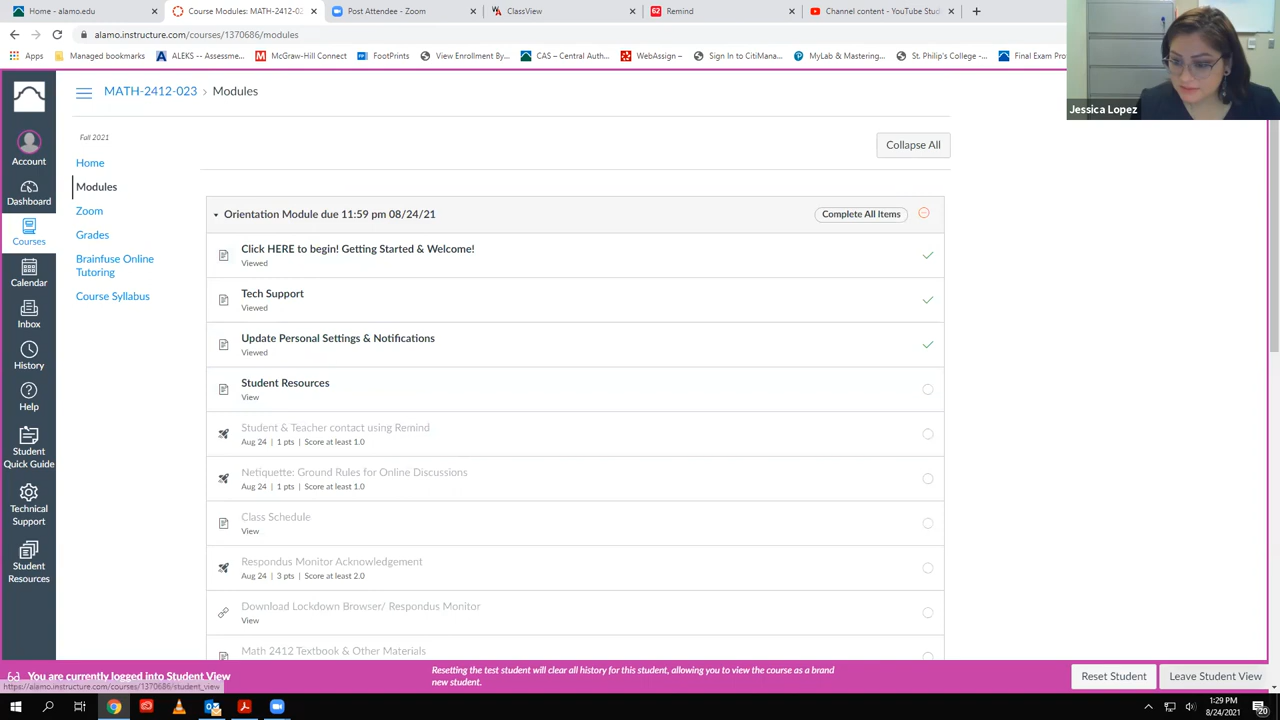 Home - alamo.edu
Course Modules: MATH-2412-02
Post Attendee - Zoom
ClassView
Remind
Channel content - YouTube Stud
alamo.instructure.com/courses/1370686/modules
Apps
Managed bookmarks
ALEKS -- Assessme...
McGraw-Hill Connect
FootPrints
View Enrollment By...
CAS – Central Auth...
WebAssign –
Sign In to CitiMana...
MyLab & Mastering...
St. Philip's College -...
Final Exam Pro
Jessica Lopez
MATH-2412-023 › Modules
Fall 2021
Collapse All
Account
Dashboard
Courses
Calendar
Inbox
History
Help
Student
Quick Guide
Technical
Support
Student
Resources
Home
Modules
Zoom
Grades
Brainfuse Online
Tutoring
Course Syllabus
Orientation Module due 11:59 pm 08/24/21
Complete All Items
Click HERE to begin! Getting Started & Welcome!
Viewed
Tech Support
Viewed
Update Personal Settings & Notifications
Viewed
Student Resources
View
Student & Teacher contact using Remind
Aug 24 | 1 pts | Score at least 1.0
Netiquette: Ground Rules for Online Discussions
Aug 24 | 1 pts | Score at least 1.0
Class Schedule
View
Respondus Monitor Acknowledgement
Aug 24 | 3 pts | Score at least 2.0
Download Lockdown Browser/ Respondus Monitor
View
Math 2412 Textbook & Other Materials
You are currently logged into Student View
Resetting the test student will clear all history for this student, allowing you to view the course as a brand
new student.
Reset Student
Leave Student View
https://alamo.instructure.com/courses/1370686/student_view
1:29 PM
8/24/2021
20